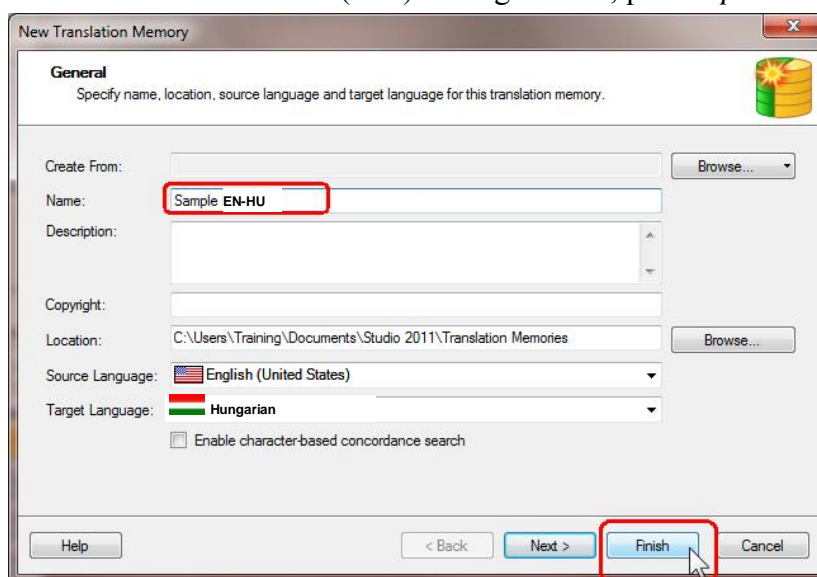 New Translation Memory
General
Specify name, location, source language and target language for this translation memory.
Create From:
Browse...
Name: Sample EN-HU
Description:
Copyright:
Location: C:\Users\Training\Documents\Studio 2011\Translation Memories Browse...
Source Language: English (United States)
Target Language: Hungarian
Enable character-based concordance search
Help < Back Next > Finish Cancel